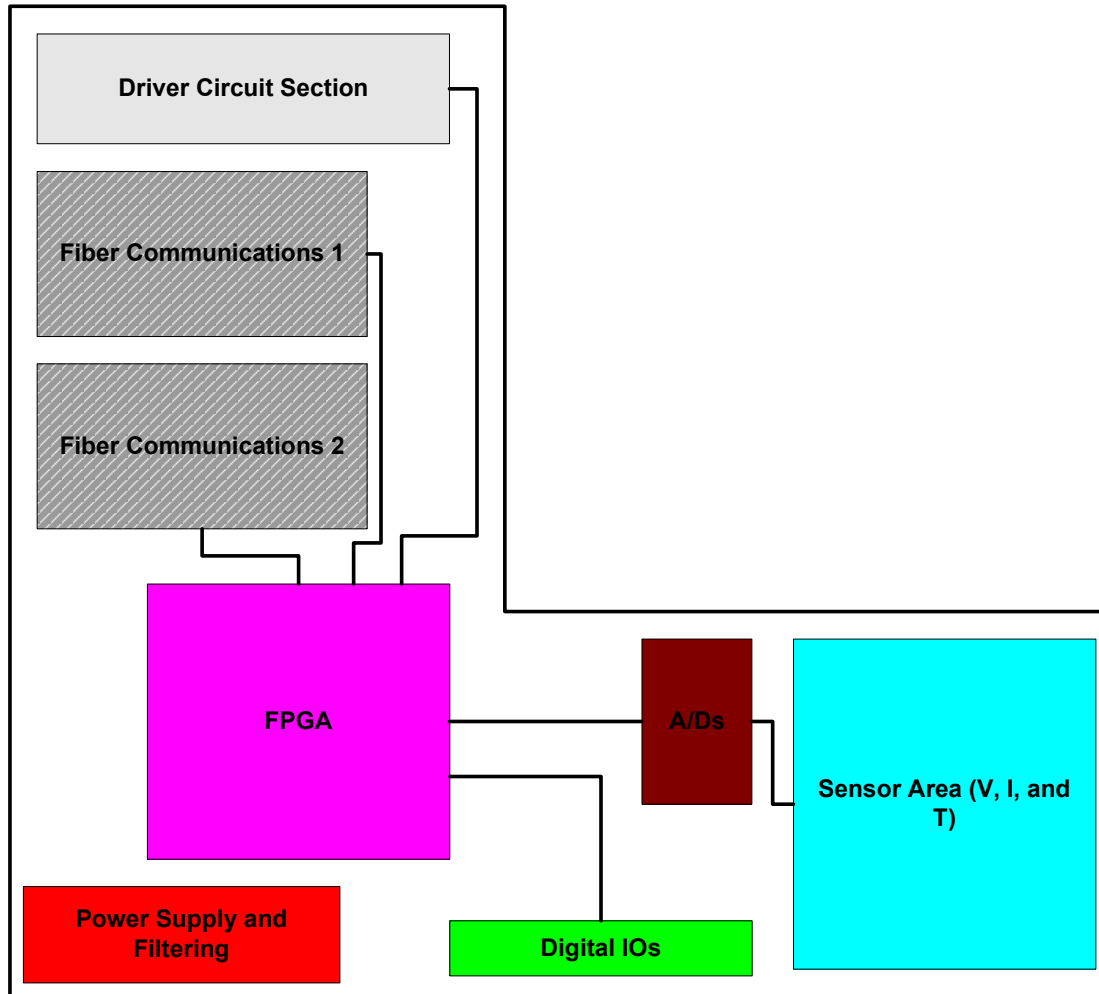 Driver Circuit Section
Fiber Communications 1
Fiber Communications 2
FPGA
A/Ds
Sensor Area (V, I, and
T)
Power Supply and
Filtering
Digital IOs